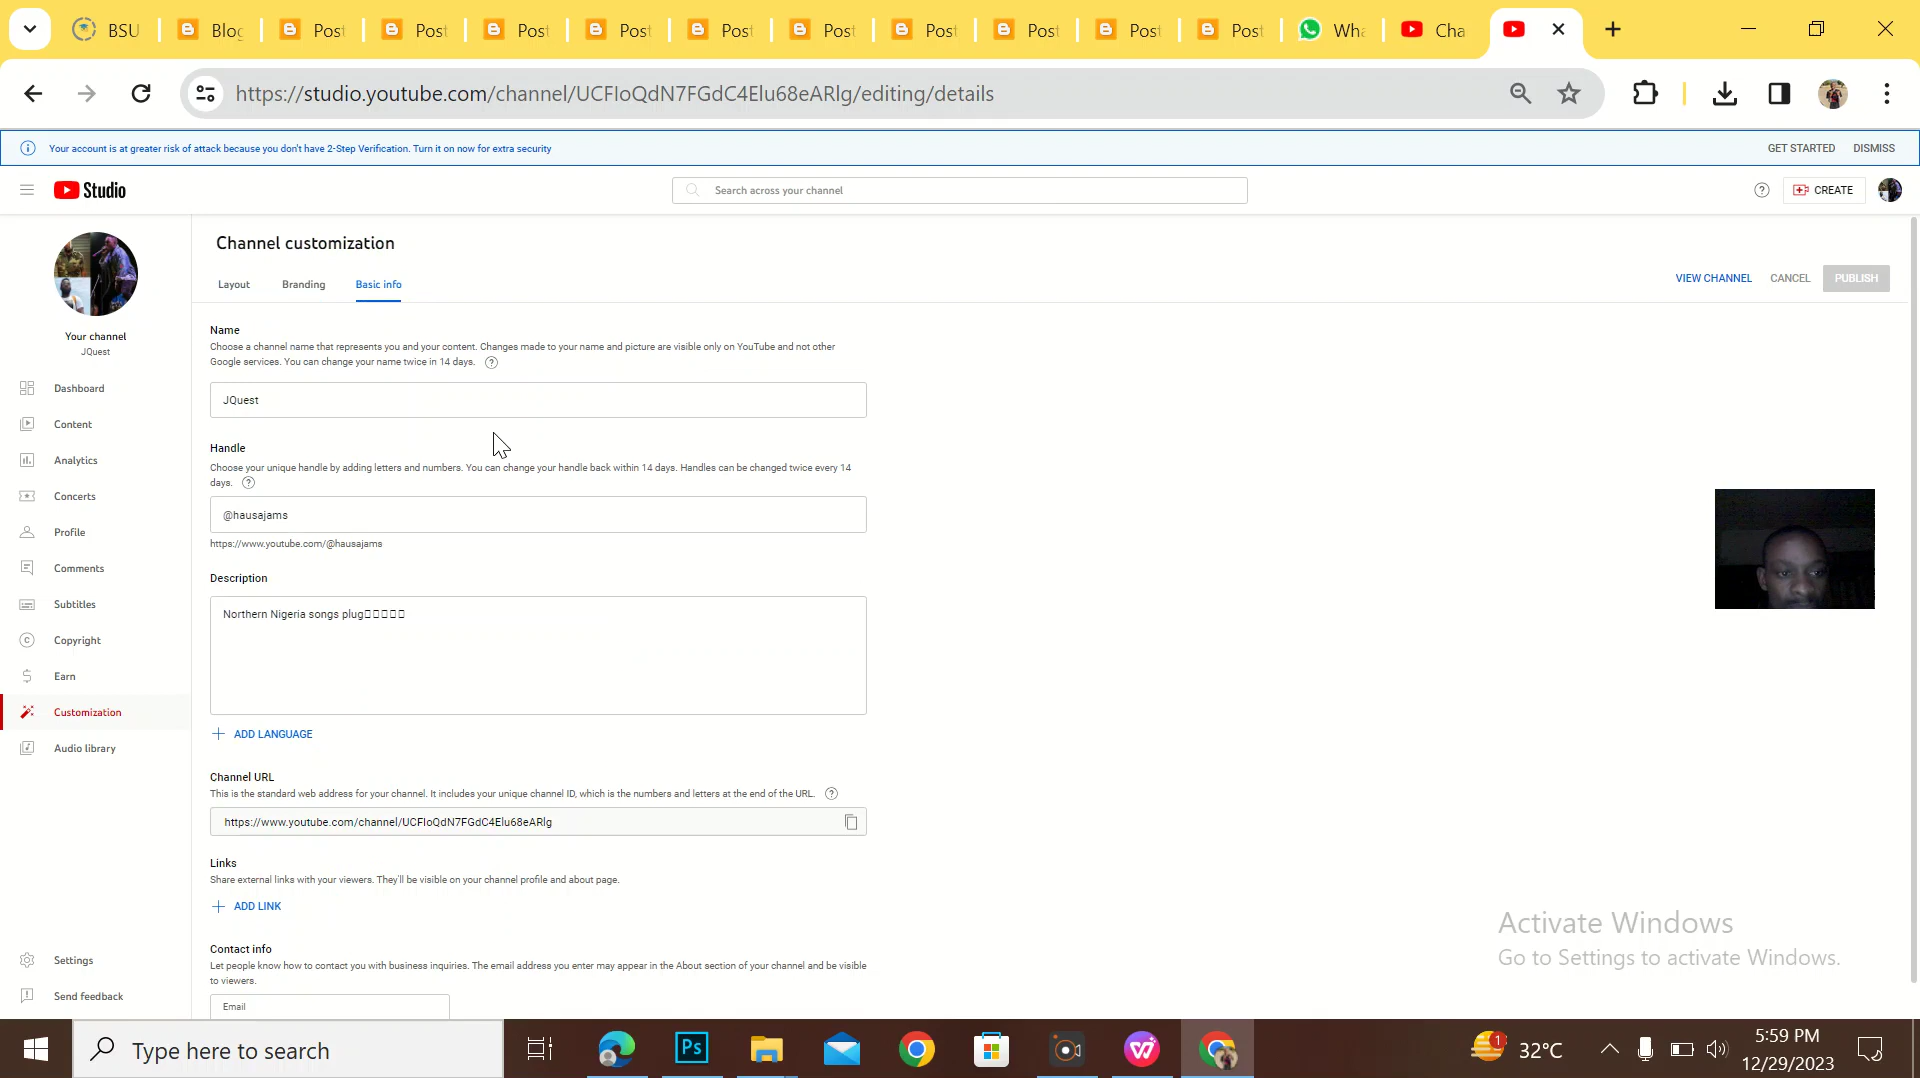 BSU
Blog
Post
Post
Post
Post
Post
Post
Post
Post
Post
Post
Wha
Cha
https://studio.youtube.com/channel/UCFIoQdN7FGdC4Elu68eARlg/editing/details
Your account is at greater risk of attack because you don't have 2-Step Verification. Turn it on now for extra security
GET STARTED
DISMISS
Studio
Search across your channel
CREATE
Channel customization
Layout
Branding
Basic info
VIEW CHANNEL
CANCEL
PUBLISH
Your channel
JQuest
Dashboard
Content
Analytics
Concerts
Profile
Comments
Subtitles
Copyright
Earn
Customization
Audio library
Settings
Send feedback
Name
Choose a channel name that represents you and your content. Changes made to your name and picture are visible only on YouTube and not other
Google services. You can change your name twice in 14 days.
JQuest
Handle
Choose your unique handle by adding letters and numbers. You can change your handle back within 14 days. Handles can be changed twice every 14
days.
@hausajams
https://www.youtube.com/@hausajams
Description
Northern Nigeria songs plug▯▯▯▯▯
ADD LANGUAGE
Channel URL
This is the standard web address for your channel. It includes your unique channel ID, which is the numbers and letters at the end of the URL.
https://www.youtube.com/channel/UCFIoQdN7FGdC4Elu68eARlg
Links
Share external links with your viewers. They'll be visible on your channel profile and about page.
ADD LINK
Contact info
Let people know how to contact you with business inquiries. The email address you enter may appear in the About section of your channel and be visible
to viewers.
Email
Activate Windows
Go to Settings to activate Windows.
Type here to search
Ps
1
32°C
5:59 PM
12/29/2023